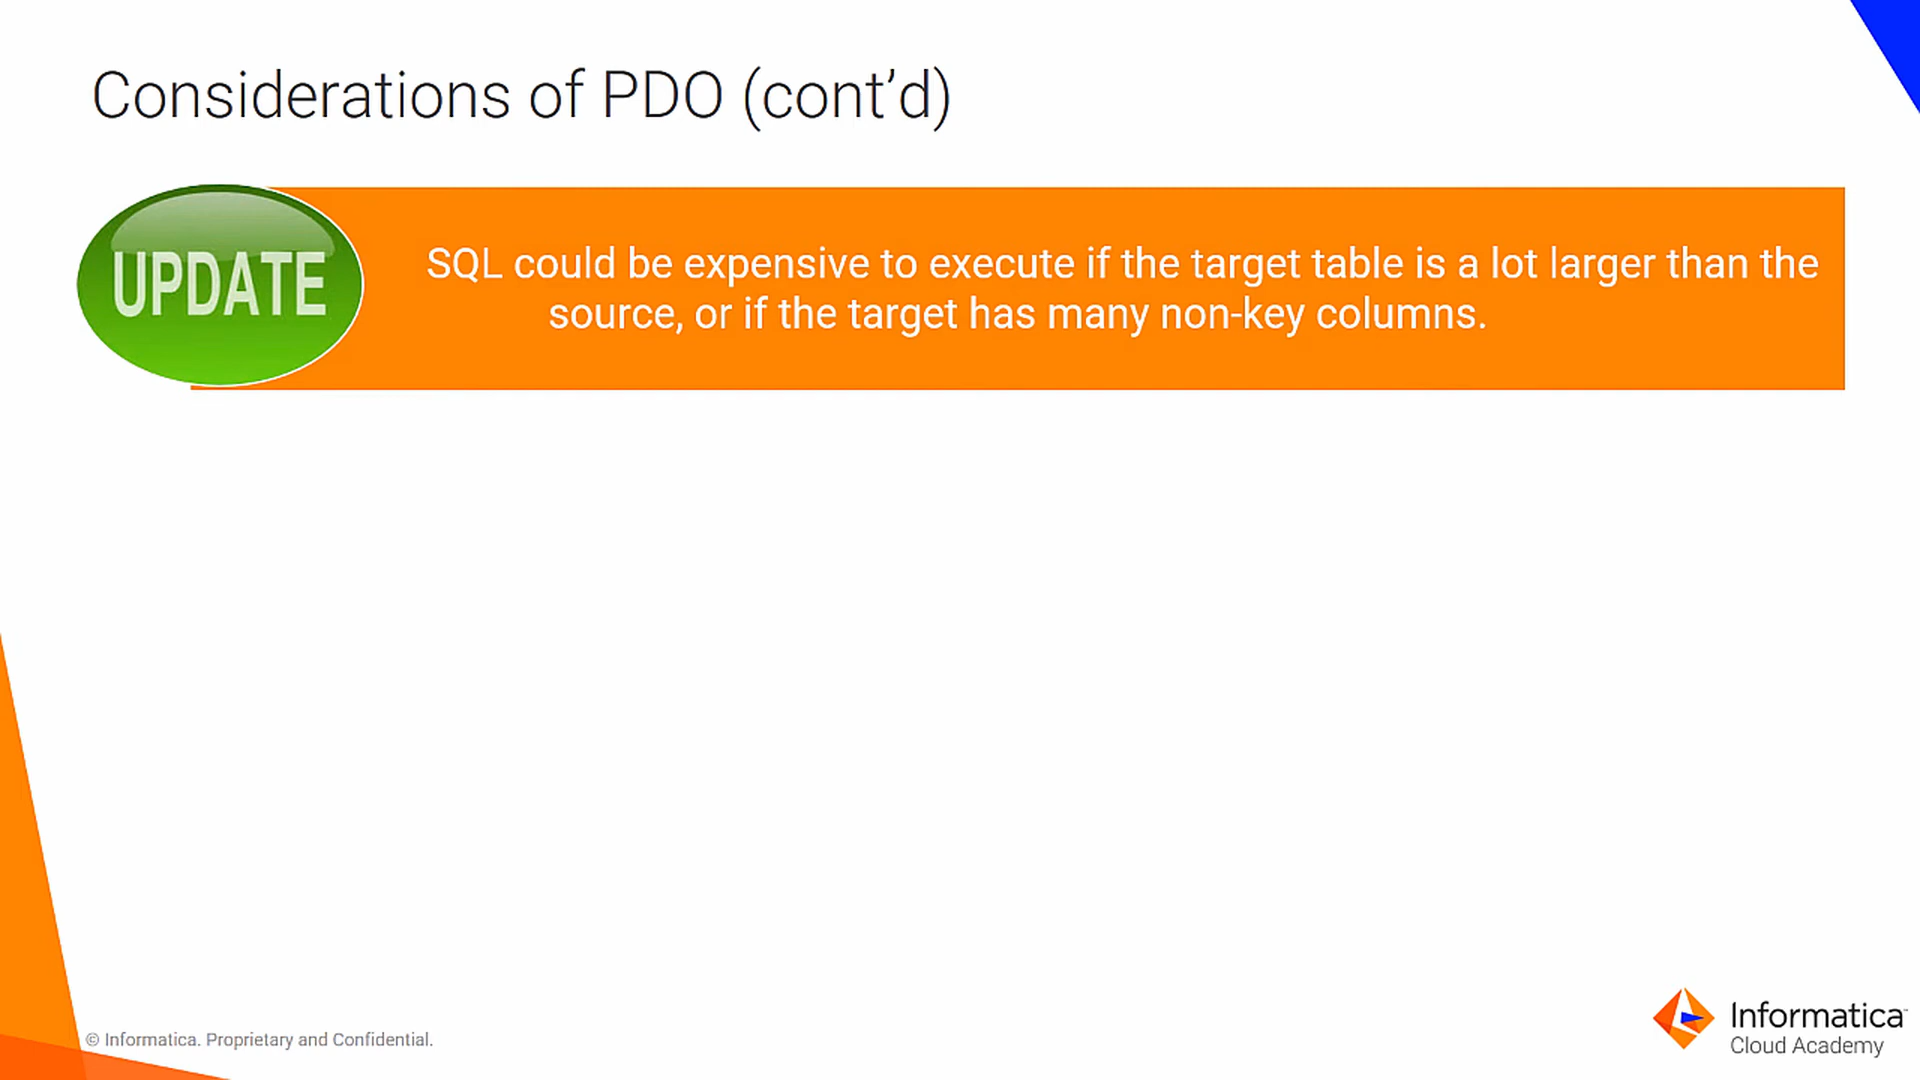 Considerations of PDO (cont’d)
UPDATE
SQL could be expensive to execute if the target table is a lot larger than the
source, or if the target has many non-key columns.
© Informatica. Proprietary and Confidential.
Informatica™
Cloud Academy